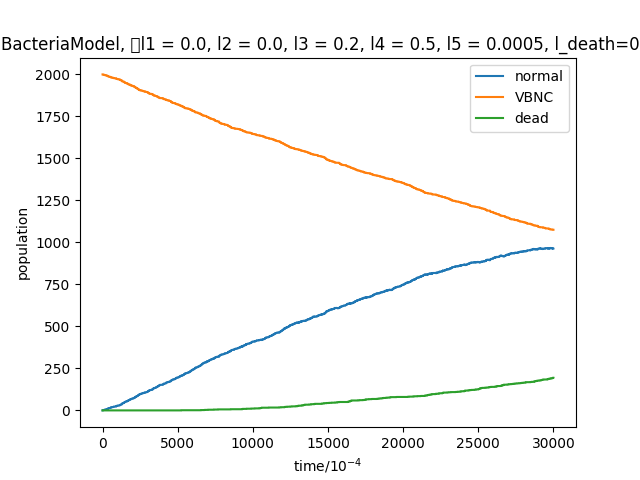 BacteriaModel, l1 = 0.0, l2 = 0.0, l3 = 0.2, l4 = 0.5, l5 = 0.0005, l_death=0
normal
VBNC
dead
2000
1750
1500
1250
1000
750
500
250
0
population
0 5000 10000 15000 20000 25000 30000
time/10⁻⁴